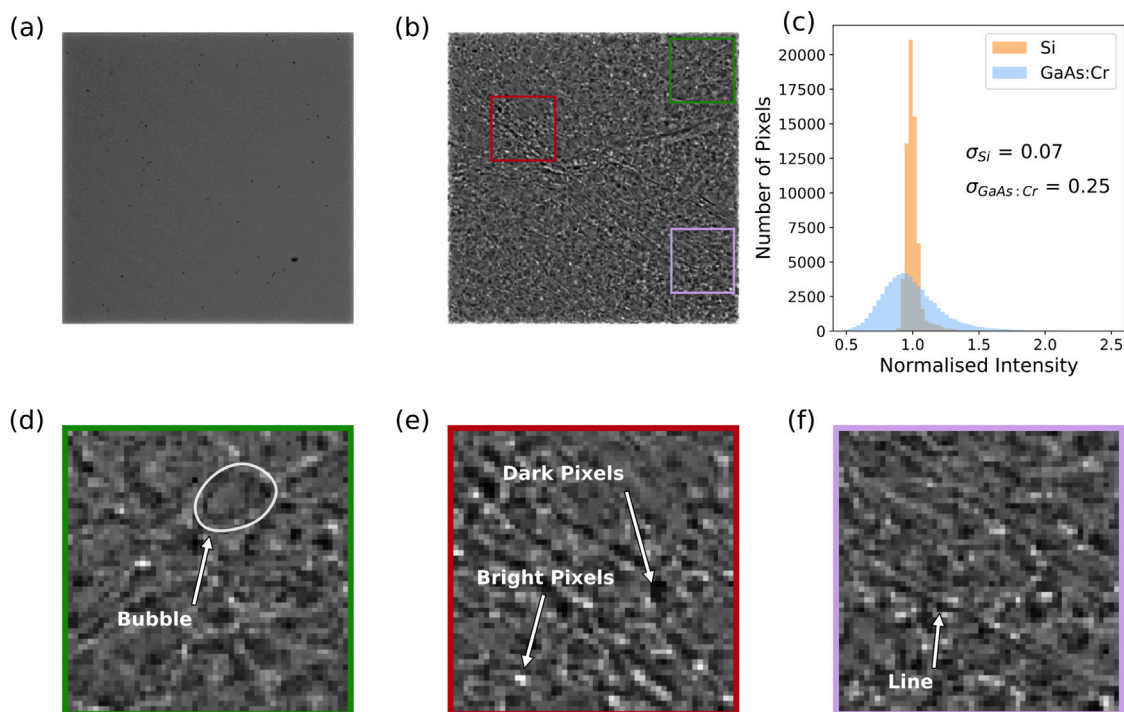 (a)
(b)
(c)
Number of Pixels
20000
17500
15000
12500
10000
7500
5000
2500
0
Si
GaAs:Cr
σSi = 0.07
σGaAs:Cr = 0.25
0.5 1.0 1.5 2.0 2.5
Normalised Intensity
(d)
Bubble
(e)
Dark Pixels
Bright Pixels
(f)
Line